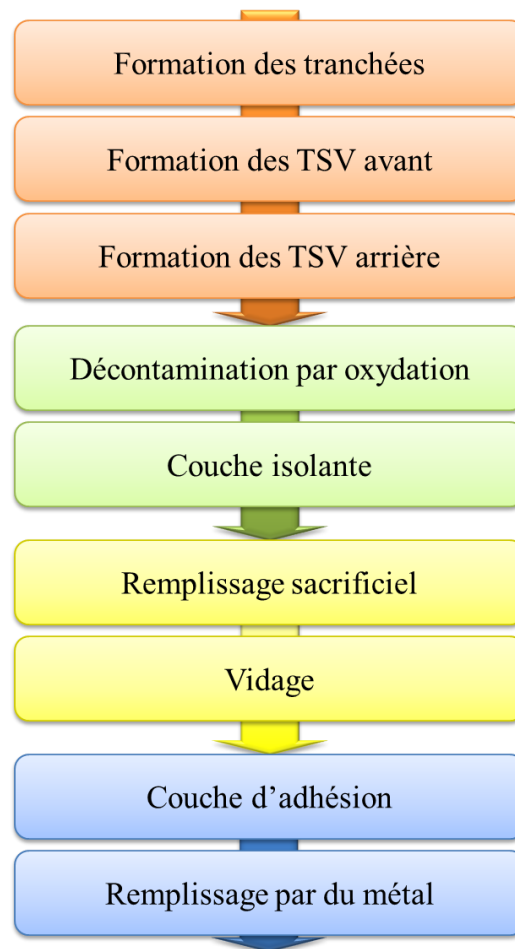 Formation des tranchées
Formation des TSV avant
Formation des TSV arrière
Décontamination par oxydation
Couche isolante
Remplissage sacrificiel
Vidage
Couche d’adhésion
Remplissage par du métal